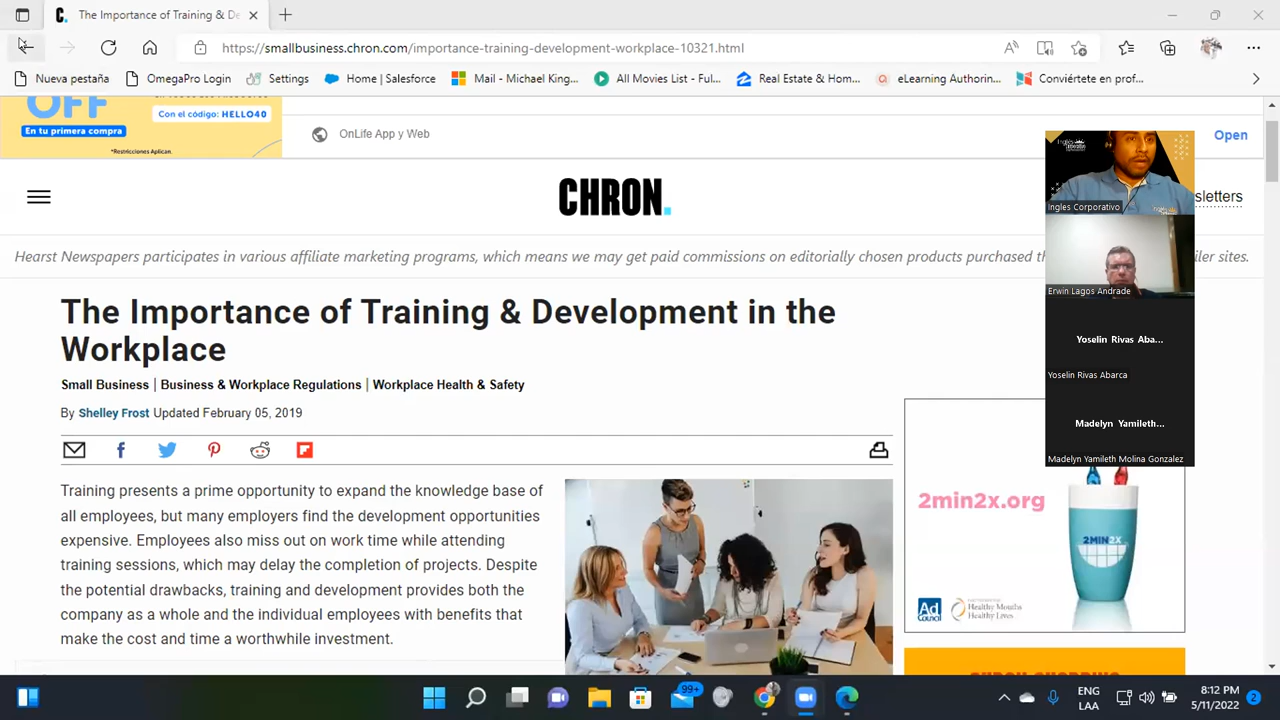 The Importance of Training & D
https://smallbusiness.chron.com/importance-training-development-workplace-10321.html
Nueva pestaña
OmegaPro Login
Settings
Home | Salesforce
Mail - Michael King...
All Movies List - Ful...
Real Estate & Hom...
eLearning Authorin...
Conviértete en prof...
OFF
En tu primera compra
Con el código: HELLO40
*Restricciones Aplican.
OnLife App y Web
Open
CHRON.
sletters
Hearst Newspapers participates in various affiliate marketing programs, which means we may get paid commissions on editorially chosen products purchased th
iler sites.
The Importance of Training & Development in the
Workplace
Small Business | Business & Workplace Regulations | Workplace Health & Safety
By Shelley Frost Updated February 05, 2019
Training presents a prime opportunity to expand the knowledge base of
all employees, but many employers find the development opportunities
expensive. Employees also miss out on work time while attending
training sessions, which may delay the completion of projects. Despite
the potential drawbacks, training and development provides both the
company as a whole and the individual employees with benefits that
make the cost and time a worthwhile investment.
Ingles Corporativo
Erwin Lagos Andrade
Yoselin Rivas Aba...
Yoselin Rivas Abarca
Madelyn Yamileth...
Madelyn Yamileth Molina Gonzalez
2min2x.org
2MIN2X
Ad
Council
Healthy Mouths
Healthy Lives
CHRON SHOPPING
99+
ENG
LAA
8:12 PM
5/11/2022
2